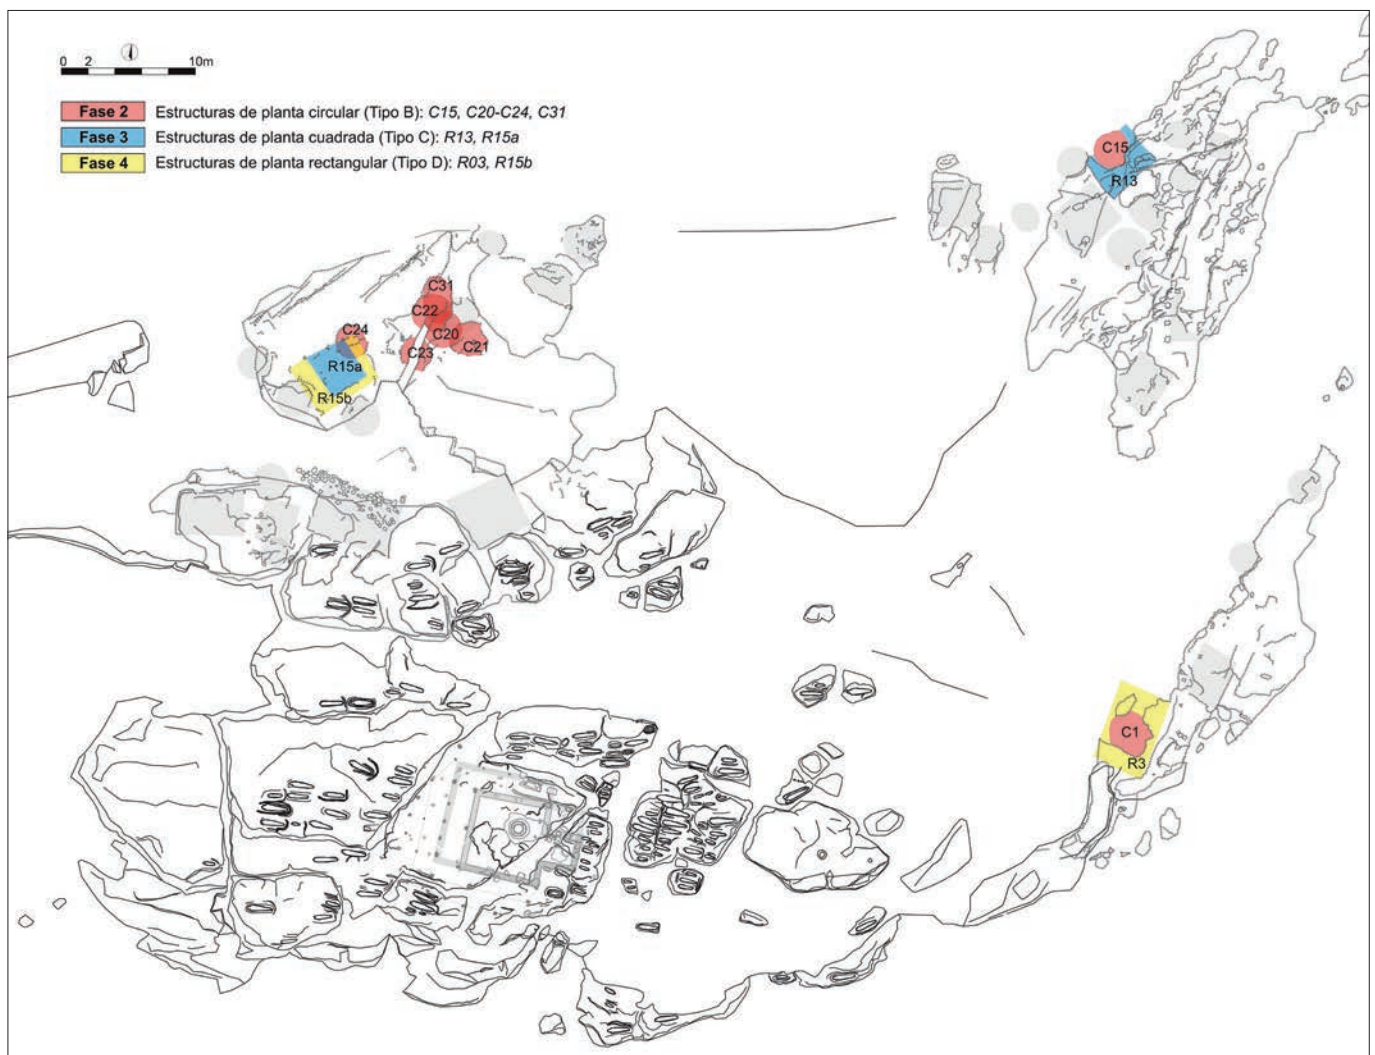 0 2 10m
Fase 2 Estructuras de planta circular (Tipo B): C15, C20-C24, C31
Fase 3 Estructuras de planta cuadrada (Tipo C): R13, R15a
Fase 4 Estructuras de planta rectangular (Tipo D): R03, R15b
C15
R13
C31
C22
C24
C20
C21
C23
R15a
R15b
C1
R3